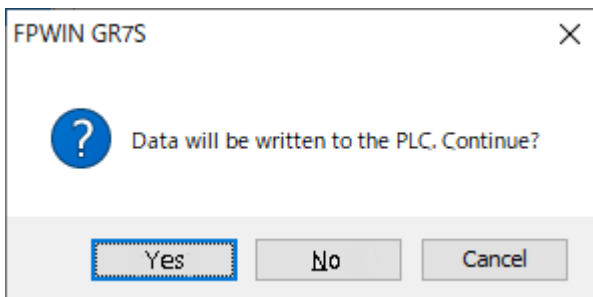 FPWIN GR7S
Data will be written to the PLC. Continue?
Yes
No
Cancel